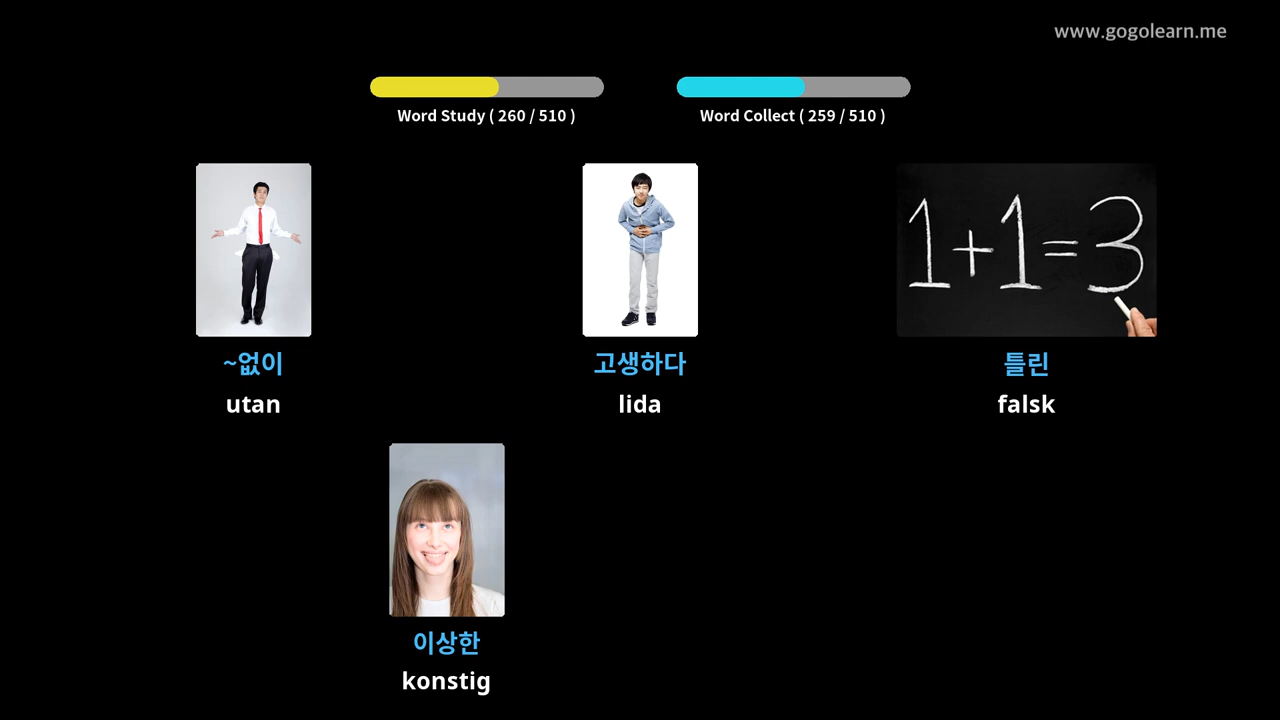 www.gogolearn.me
Word Study ( 260 / 510 )
Word Collect ( 259 / 510 )
1+1=3
~없이
고생하다
틀린
utan
lida
falsk
이상한
konstig